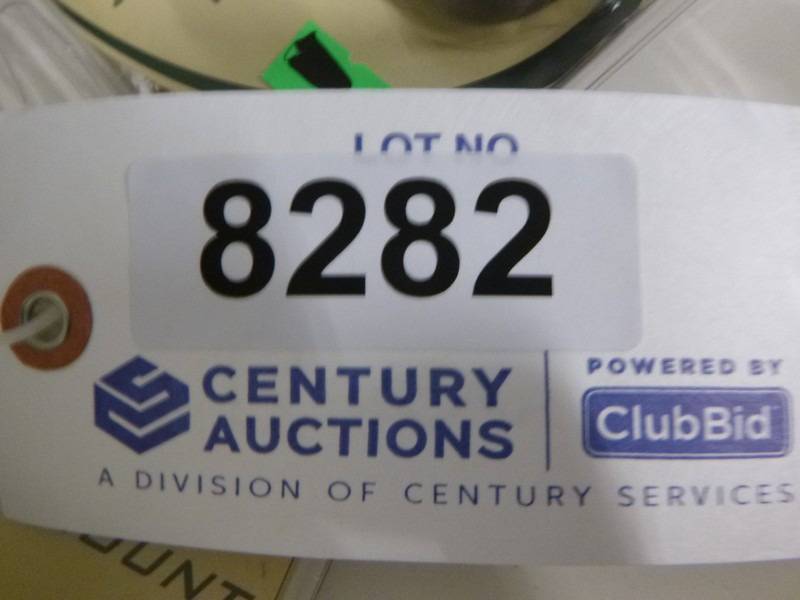 LOT NO
8282
CENTURY
AUCTIONS
POWERED BY
ClubBid
A DIVISION OF CENTURY SERVICES